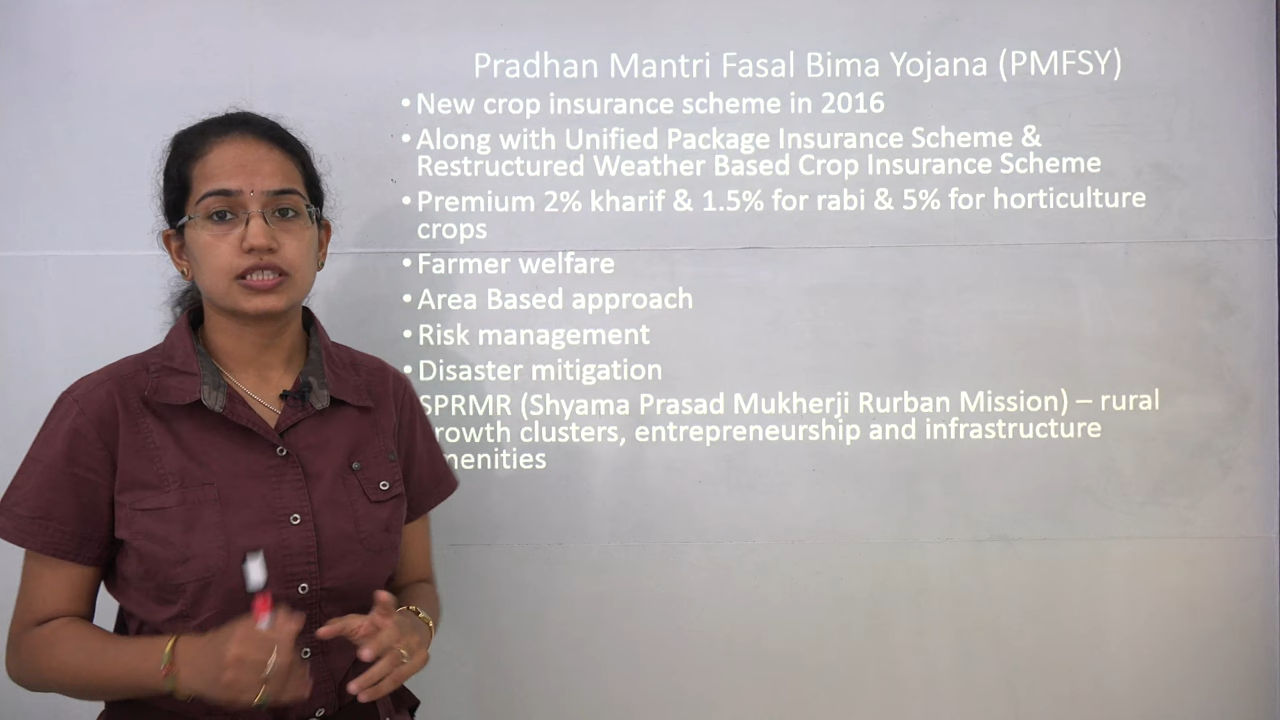 Pradhan Mantri Fasal Bima Yojana (PMFSY)
• New crop insurance scheme in 2016
• Along with Unified Package Insurance Scheme &
Restructured Weather Based Crop Insurance Scheme
• Premium 2% kharif & 1.5% for rabi & 5% for horticulture
crops
• Farmer welfare
• Area Based approach
• Risk management
• Disaster mitigation
SPRMR (Shyama Prasad Mukherji Rurban Mission) – rural
rowth clusters, entrepreneurship and infrastructure
menities